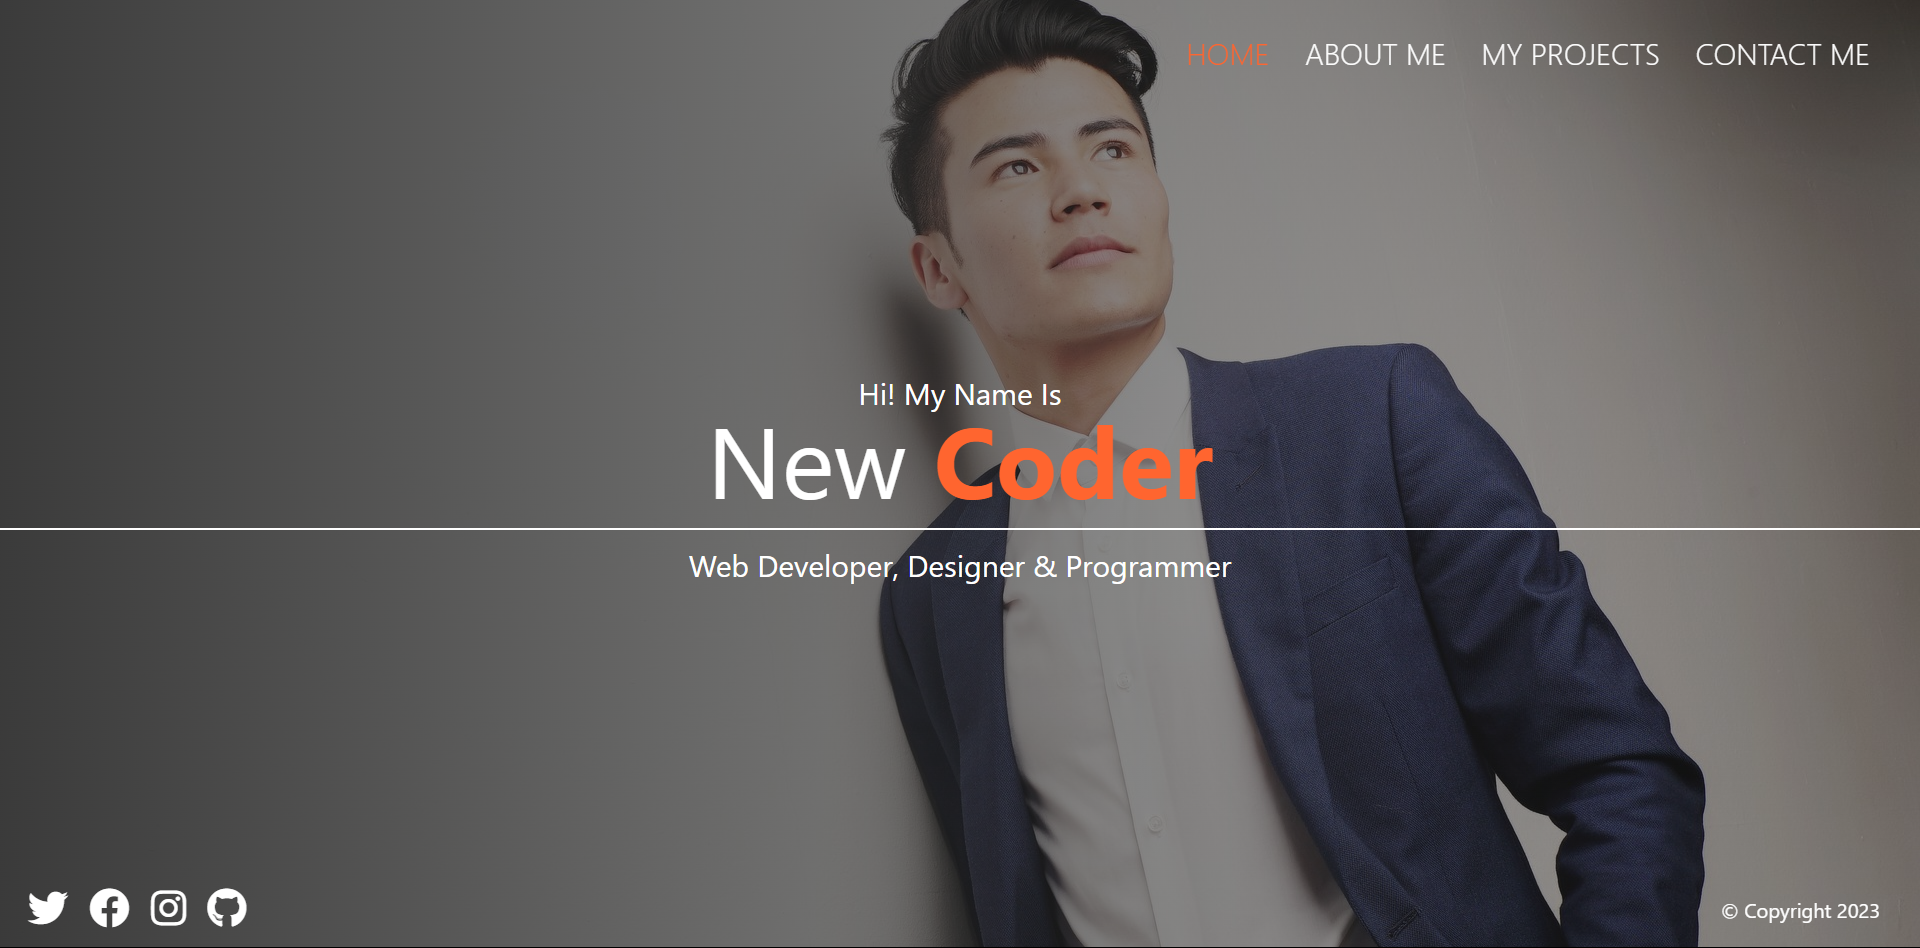 HOME ABOUT ME MY PROJECTS CONTACT ME
Hi! My Name Is
New Coder
Web Developer, Designer & Programmer
© Copyright 2023